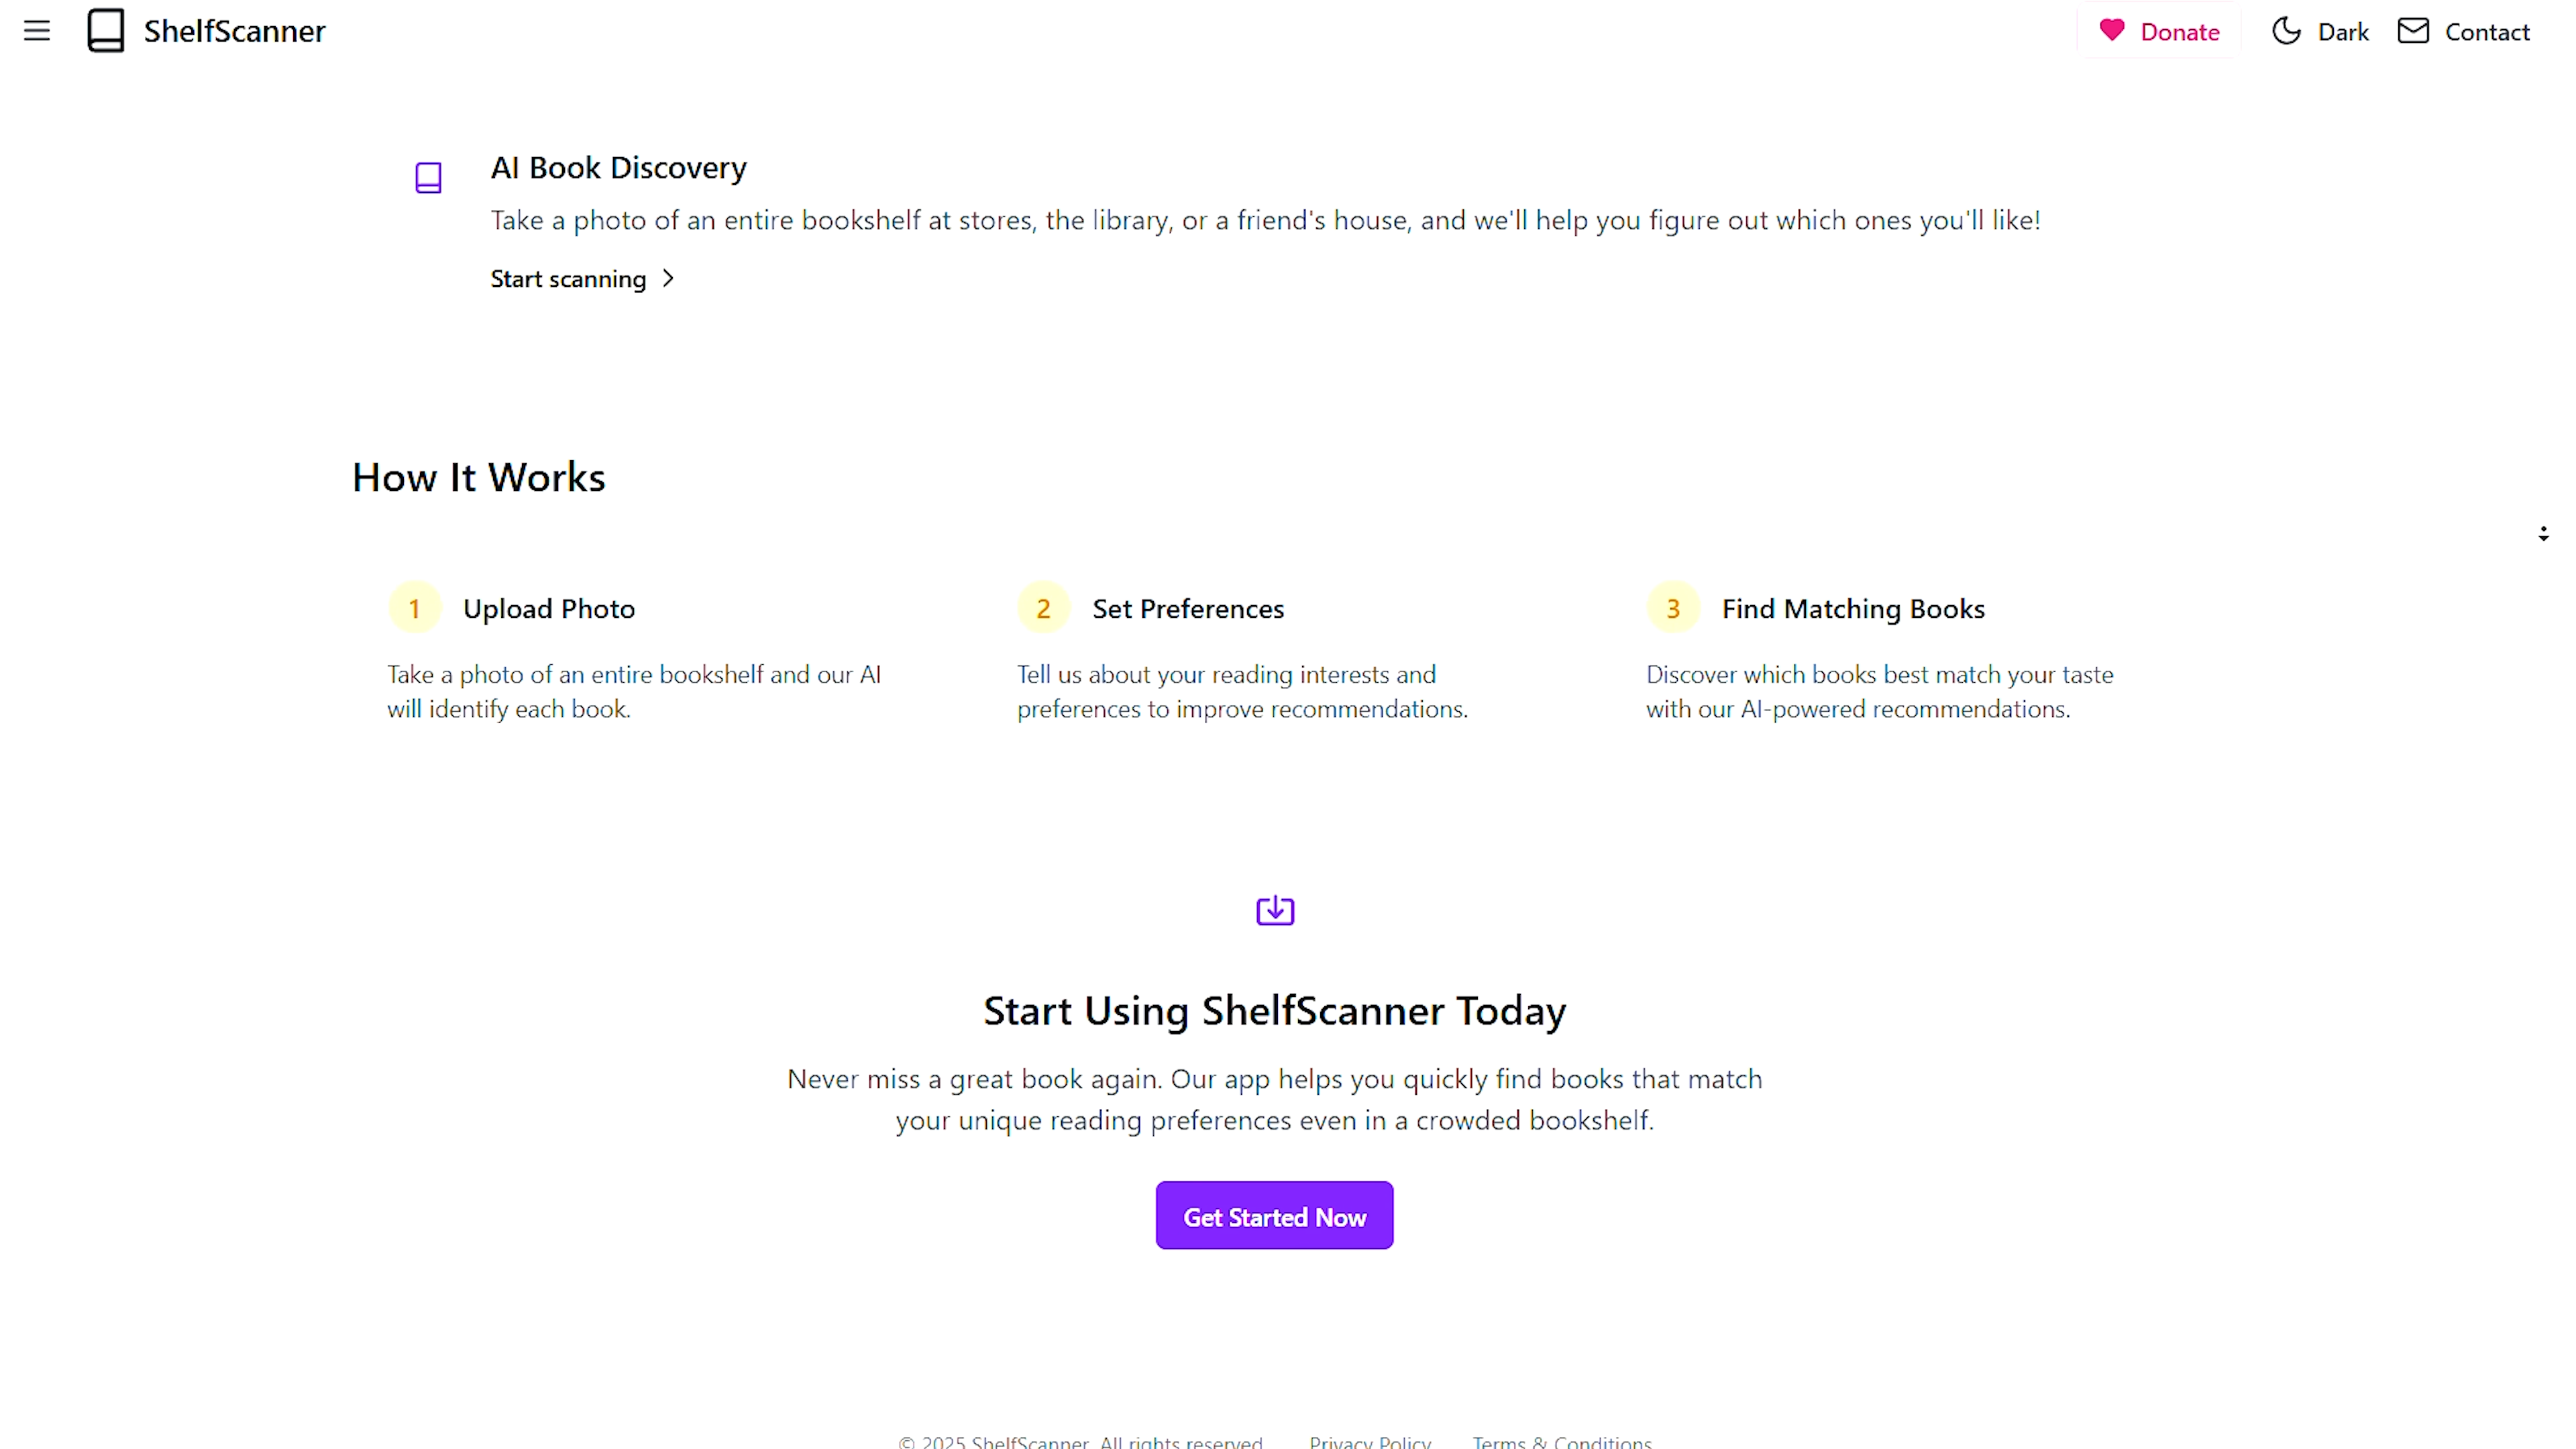 ShelfScanner
Donate
Dark
Contact
AI Book Discovery
Take a photo of an entire bookshelf at stores, the library, or a friend's house, and we'll help you figure out which ones you'll like!
Start scanning
How It Works
1 Upload Photo
Take a photo of an entire bookshelf and our AI
will identify each book.
2 Set Preferences
Tell us about your reading interests and
preferences to improve recommendations.
3 Find Matching Books
Discover which books best match your taste
with our AI-powered recommendations.
Start Using ShelfScanner Today
Never miss a great book again. Our app helps you quickly find books that match
your unique reading preferences even in a crowded bookshelf.
Get Started Now
© 2025 ShelfScanner. All rights reserved.
Privacy Policy
Terms & Conditions